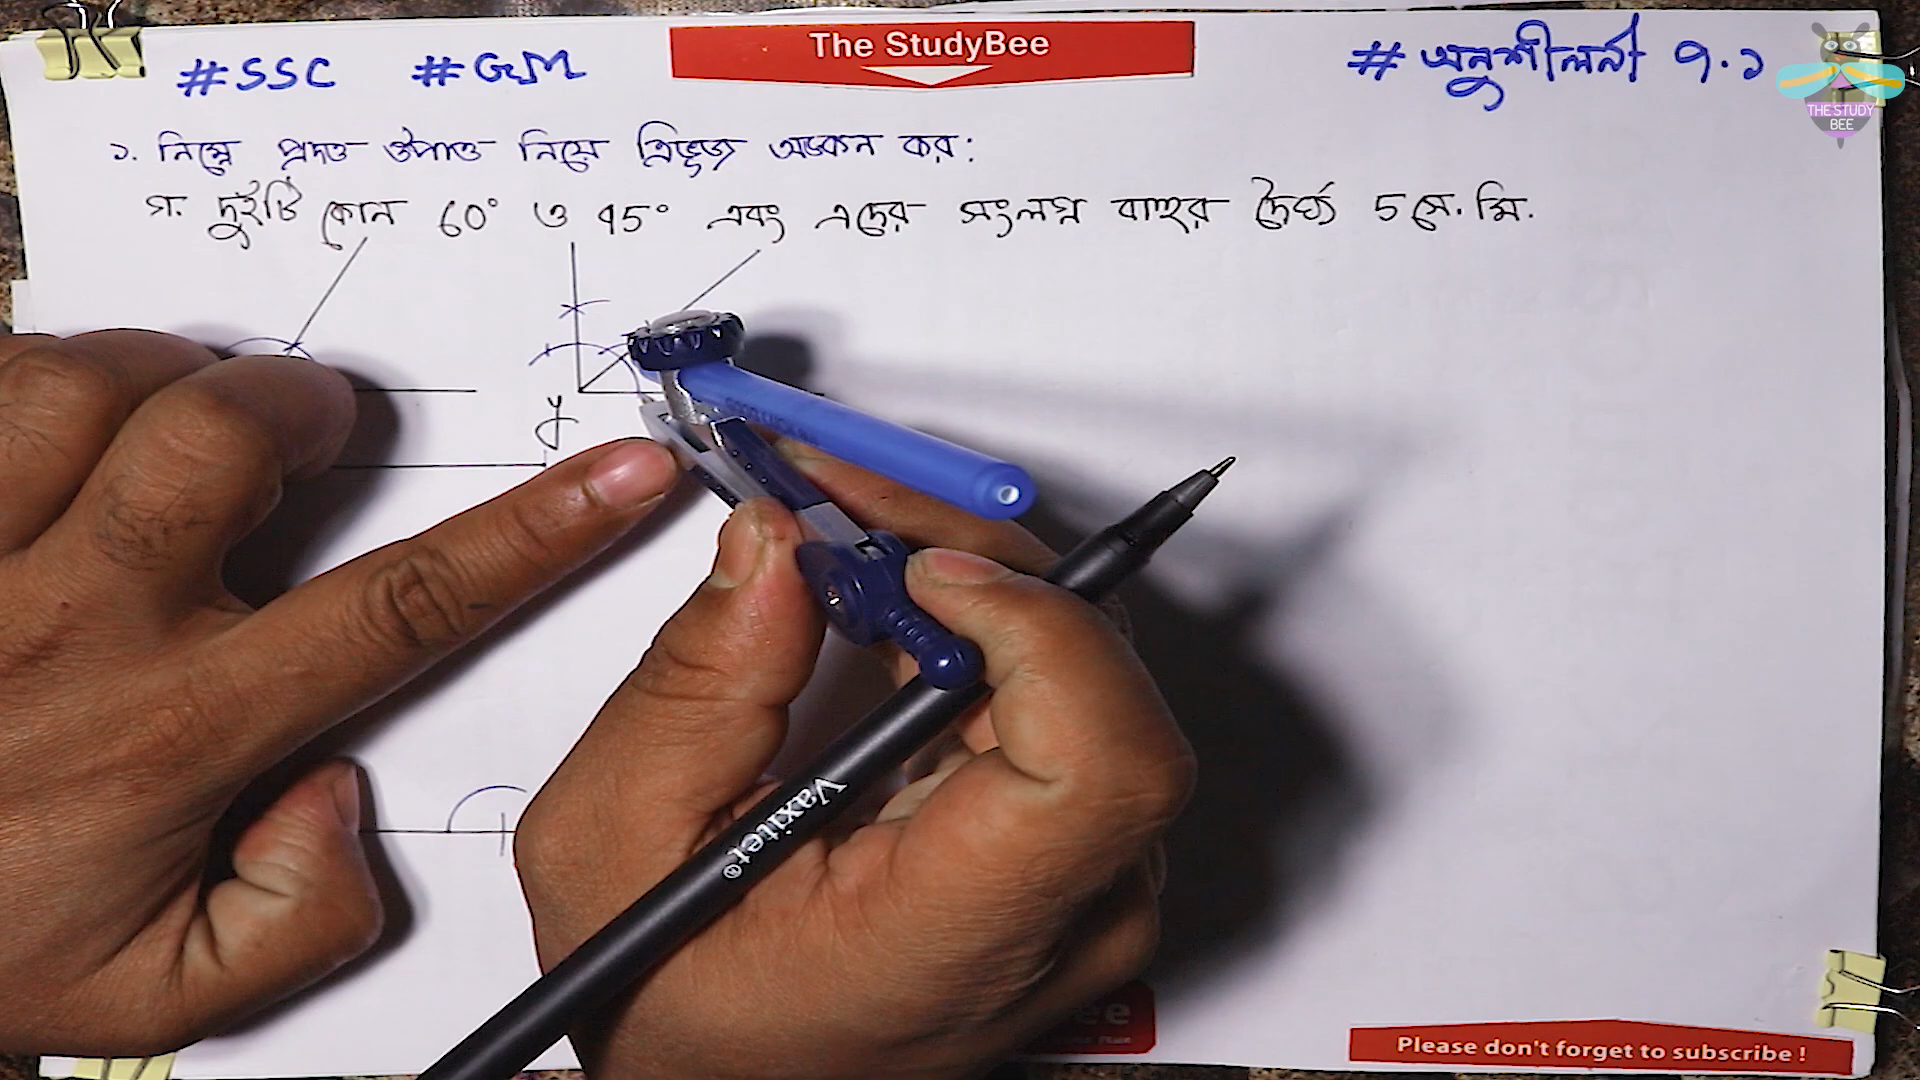 The StudyBee
#SSC #GM
#অনুশীলনী ৭.১
THE STUDY
BEE
১. নিম্নে প্রদত্ত উপাত্ত নিয়ে ত্রিভুজ অঙ্কন কর:
গ. দুইটি কোন 60° ও 45° এবং এদের সংলগ্ন বাহুর দৈর্ঘ্য 5 সে. মি.
y
Vaxitet®
Please don't forget to subscribe !